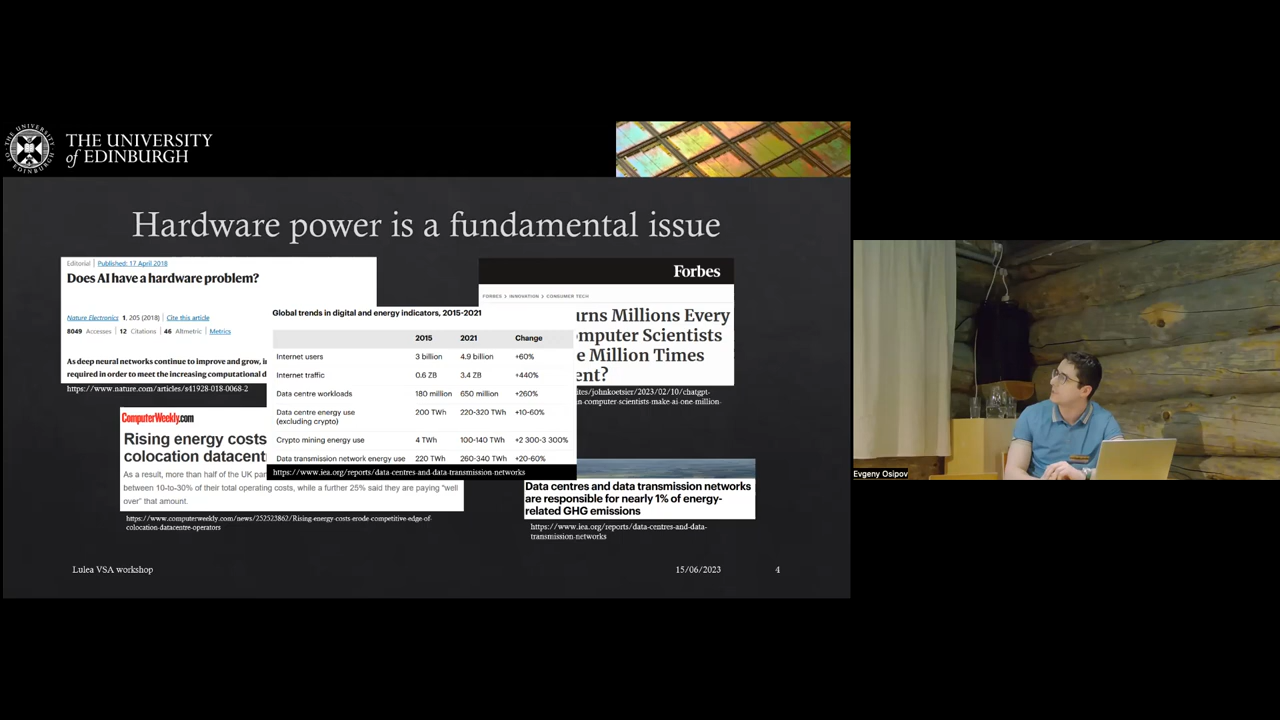 THE UNIVERSITY
of EDINBURGH
Hardware power is a fundamental issue
Editorial | Published: 17 April 2018
Does AI have a hardware problem?
Nature Electronics 1, 205 (2018) | Cite this article
8049 Accesses | 12 Citations | 46 Altmetric | Metrics
As deep neural networks continue to improve and grow,
required in order to meet the increasing computational
https://www.nature.com/articles/s41928-018-0068-2
Forbes
FORBES > INNOVATION > CONSUMER TECH
Millions Every
Scientists
Million Times
https://www.iea.org/reports/data-centres-and-data-transmission-networks
Global trends in digital and energy indicators, 2015-2021
2015 2021 Change
Internet users 3 billion 4.9 billion +60%
Internet traffic 0.6 ZB 3.4 ZB +440%
Data centre workloads 180 million 650 million +260%
Data centre energy use 200 TWh 220-320 TWh +10-60%
(excluding crypto)
Crypto mining energy use 4 TWh 100-140 TWh +2 300-3 300%
Data transmission network energy use 220 TWh 260-340 TWh +20-60%
ComputerWeekly.com
Rising energy costs
colocation
As a result, more than half of the UK
between 10-to-30% of their total operating costs, while a further 25% said they are paying "well
over" that amount.
https://www.computerweekly.com/news/252523862/Rising-energy-costs-erode-competitive-edge-of-
colocation-datacentre-operators
Data centres and data transmission networks
are responsible for nearly 1% of energy-
related GHG emissions
https://www.iea.org/reports/data-centres-and-data-
transmission-networks
Lulea VSA workshop
15/06/2023
4
Evgeny Osipov